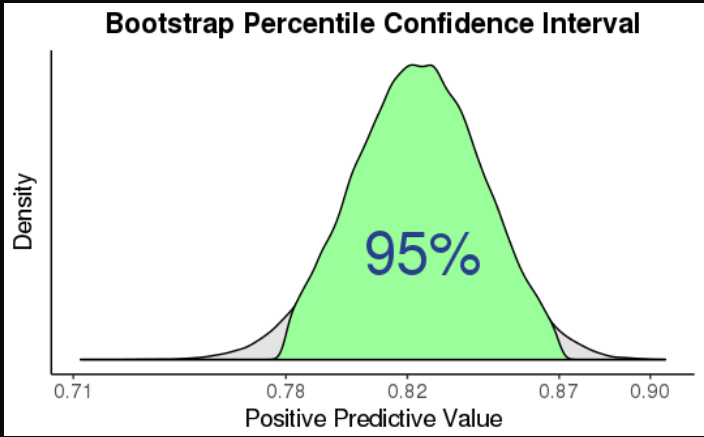 Bootstrap Percentile Confidence Interval
Density
95%
0.71 0.78 0.82 0.87 0.90
Positive Predictive Value